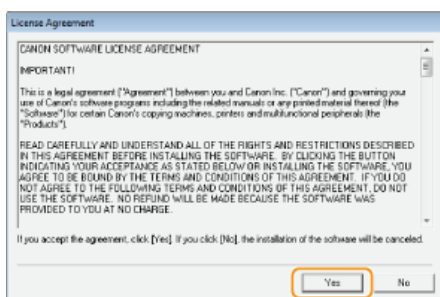 License Agreement
CANON SOFTWARE LICENSE AGREEMENT
IMPORTANT!
This is a legal agreement ("Agreement") between you and Canon Inc. ("Canon") and governing your
use of Canon's software programs including the related manuals or any printed material thereof (the
"Software") for certain Canon's copying machines, printers and multifunctional peripherals (the
"Products").
READ CAREFULLY AND UNDERSTAND ALL OF THE RIGHTS AND RESTRICTIONS DESCRIBED
IN THIS AGREEMENT BEFORE INSTALLING THE SOFTWARE. BY CLICKING THE BUTTON
INDICATING YOUR ACCEPTANCE AS STATED BELOW OR INSTALLING THE SOFTWARE, YOU
AGREE TO BE BOUND BY THE TERMS AND CONDITIONS OF THIS AGREEMENT. IF YOU DO
NOT AGREE TO THE FOLLOWING TERMS AND CONDITIONS OF THIS AGREEMENT, DO NOT
USE THE SOFTWARE. NO REFUND WILL BE MADE BECAUSE THE SOFTWARE WAS
PROVIDED TO YOU AT NO CHARGE.
If you accept the agreement, click [Yes]. If you click [No], the installation of the software will be canceled.
Yes
No